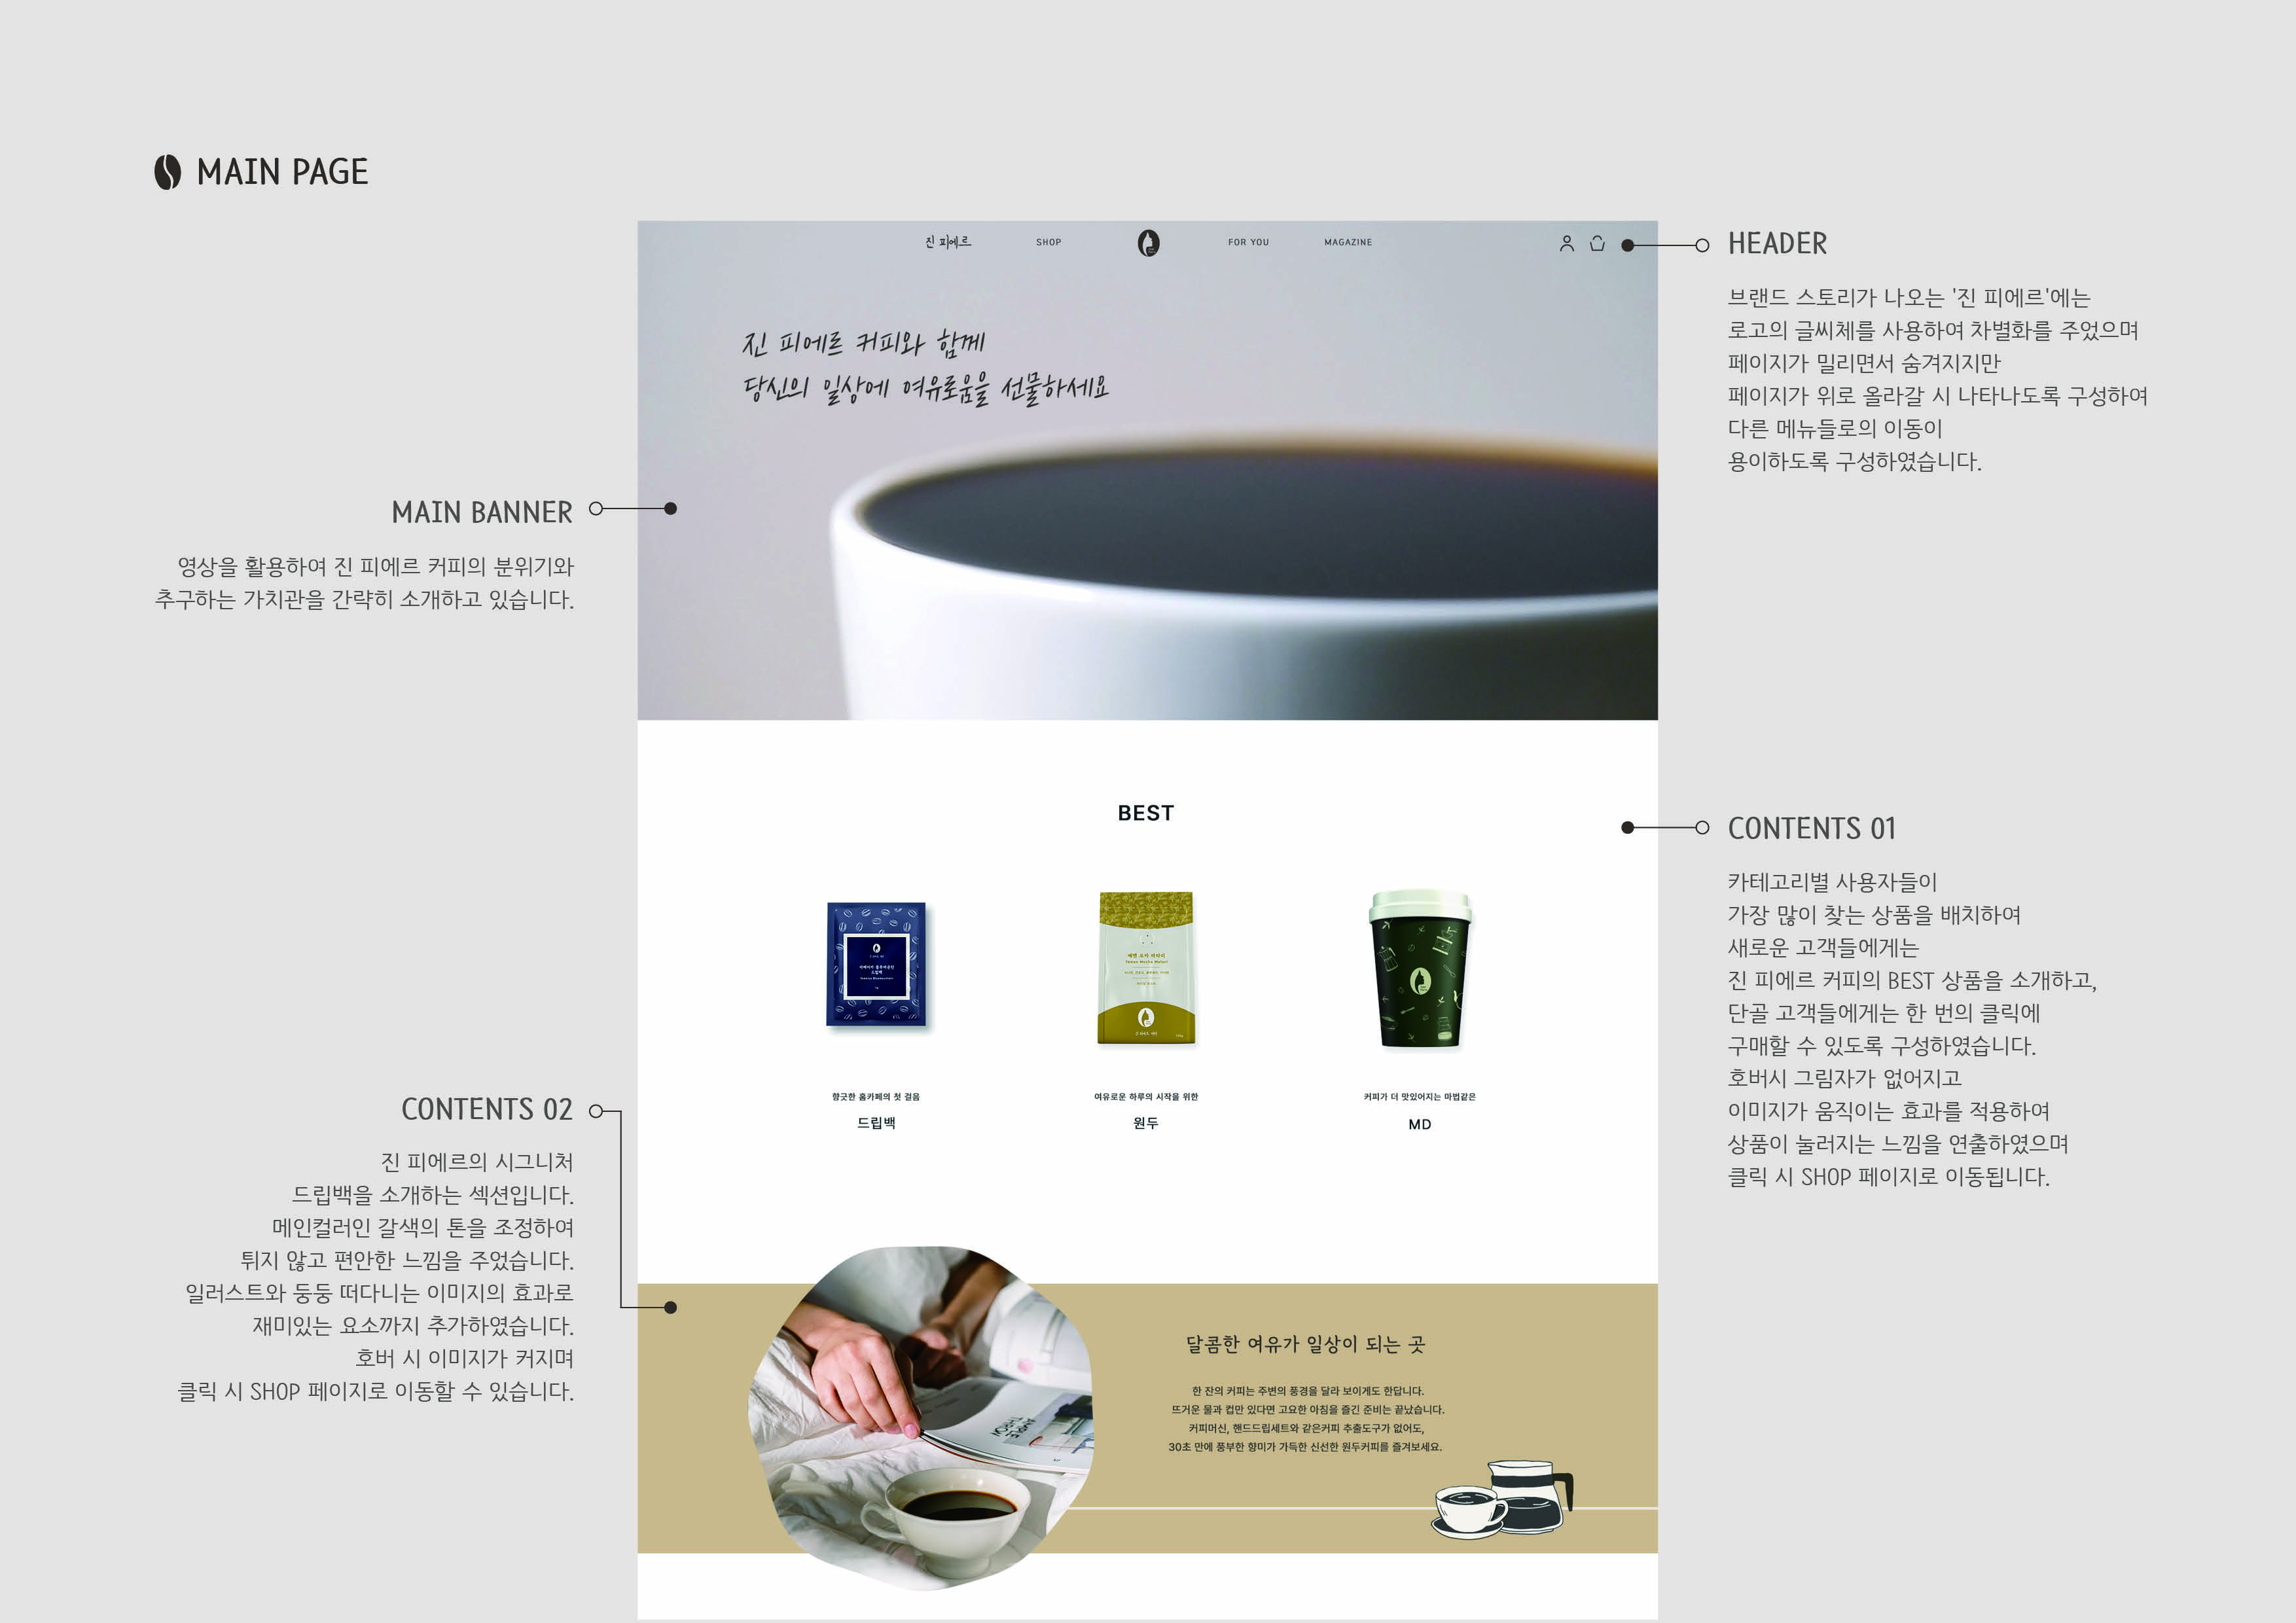 MAIN PAGE
진 피에르
SHOP
FOR YOU
MAGAZINE
HEADER
브랜드 스토리가 나오는 '진 피에르'에는
로고의 글씨체를 사용하여 차별화를 주었으며
페이지가 밀리면서 숨겨지지만
페이지가 위로 올라갈 시 나타나도록 구성하여
다른 메뉴들로의 이동이
용이하도록 구성하였습니다.
진 피에르 커피와 함께
당신의 일상에 여유로움을 선물하세요
MAIN BANNER
영상을 활용하여 진 피에르 커피의 분위기와
추구하는 가치관을 간략히 소개하고 있습니다.
BEST
CONTENTS 01
카테고리별 사용자들이
가장 많이 찾는 상품을 배치하여
새로운 고객들에게는
진 피에르 커피의 BEST 상품을 소개하고,
단골 고객들에게는 한 번의 클릭에
구매할 수 있도록 구성하였습니다.
호버시 그림자가 없어지고
이미지가 움직이는 효과를 적용하여
상품이 눌러지는 느낌을 연출하였으며
클릭 시 SHOP 페이지로 이동됩니다.
예멘 모카 마타리
Yemen Mocha Matari
향긋한 홈카페의 첫 걸음
드립백
여유로운 하루의 시작을 위한
원두
커피가 더 맛있어지는 마법같은
MD
CONTENTS 02
진 피에르의 시그니처
드립백을 소개하는 섹션입니다.
메인컬러인 갈색의 톤을 조정하여
튀지 않고 편안한 느낌을 주었습니다.
일러스트와 둥둥 떠다니는 이미지의 효과로
재미있는 요소까지 추가하였습니다.
호버 시 이미지가 커지며
클릭 시 SHOP 페이지로 이동할 수 있습니다.
달콤한 여유가 일상이 되는 곳
한 잔의 커피는 주변의 풍경을 달라 보이게도 한답니다.
뜨거운 물과 컵만 있다면 고요한 아침을 즐긴 준비는 끝났습니다.
커피머신, 핸드드립세트와 같은커피 추출도구가 없어도,
30초 만에 풍부한 향미가 가득한 신선한 원두커피를 즐겨보세요.